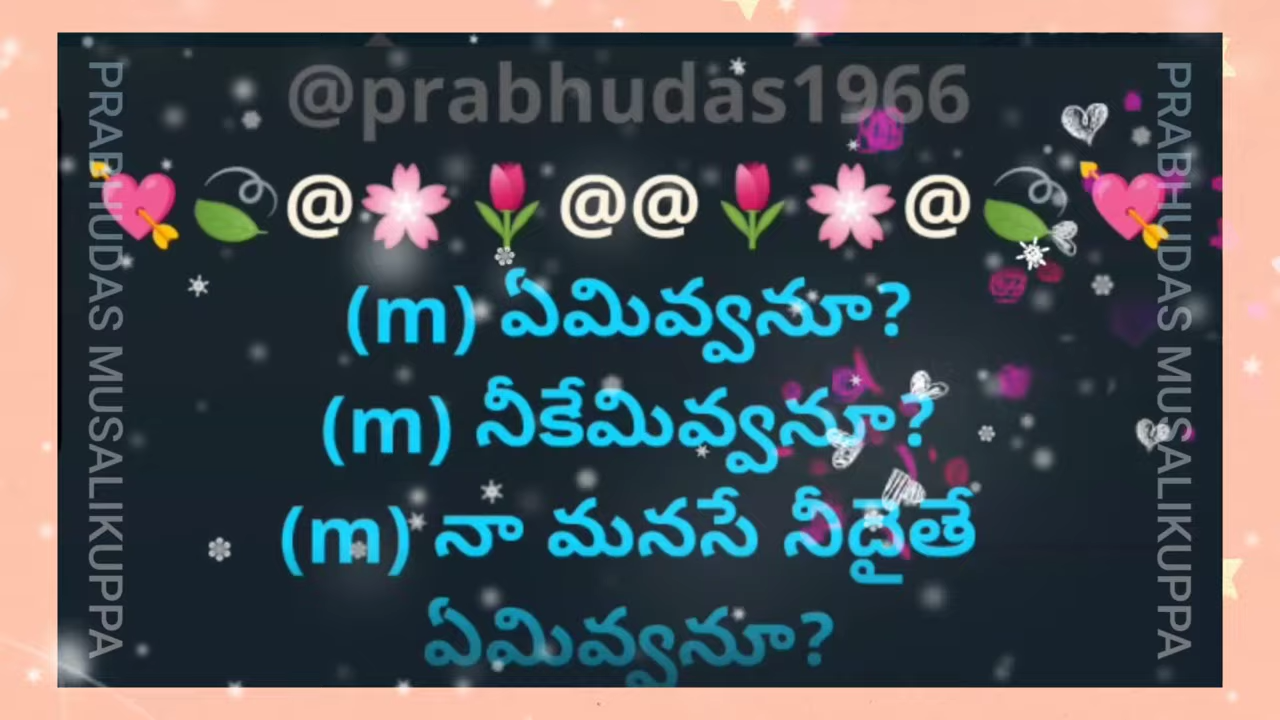 @prabhudas1966
💘🍃@🌸🌷@@🌷🌸@🍃💘
(m) ఏమివ్వనూ?
(m) నీకేమివ్వనూ?
(m) నా మనసే నీదైతే
ఏమివ్వనూ?
PRABHUDAS MUSALIKUPPA
PRABHUDAS MUSALIKUPPA